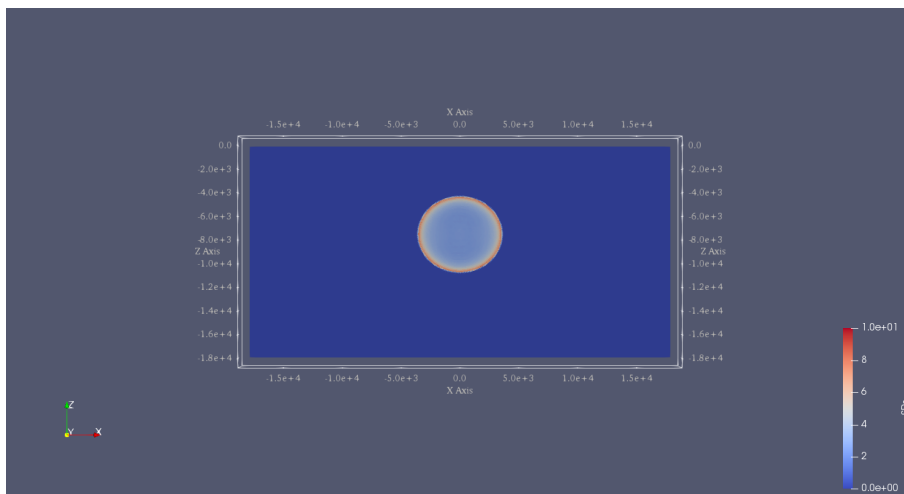 X Axis
-1.5e+4 -1.0e+4 -5.0e+3 0.0 5.0e+3 1.0e+4 1.5e+4
0.0 0.0
-2.0e+3 -2.0e+3
-4.0e+3 -4.0e+3
-6.0e+3 -6.0e+3
-8.0e+3 -8.0e+3
Z Axis Z Axis
-1.0e+4 -1.0e+4
-1.2e+4 -1.2e+4
-1.4e+4 -1.4e+4
-1.6e+4 -1.6e+4
-1.8e+4 -1.8e+4
-1.5e+4 -1.0e+4 -5.0e+3 0.0 5.0e+3 1.0e+4 1.5e+4
X Axis
1.0e+01
8
6
4
2
0.0e+00
Z
Y X